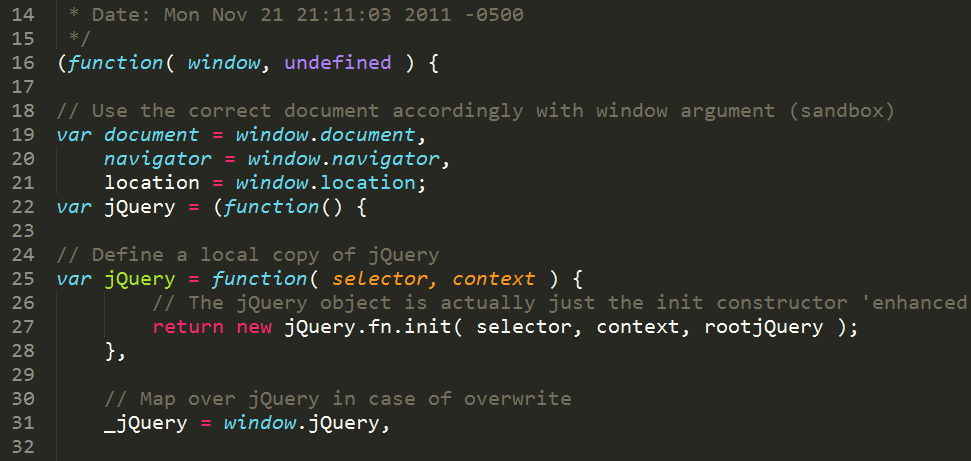 14  * Date: Mon Nov 21 21:11:03 2011 -0500
15  */
16 (function( window, undefined ) {
17
18 // Use the correct document accordingly with window argument (sandbox)
19 var document = window.document,
20     navigator = window.navigator,
21     location = window.location;
22 var jQuery = (function() {
23
24 // Define a local copy of jQuery
25 var jQuery = function( selector, context ) {
26         // The jQuery object is actually just the init constructor 'enhanced
27         return new jQuery.fn.init( selector, context, rootjQuery );
28     },
29
30     // Map over jQuery in case of overwrite
31     _jQuery = window.jQuery,
32